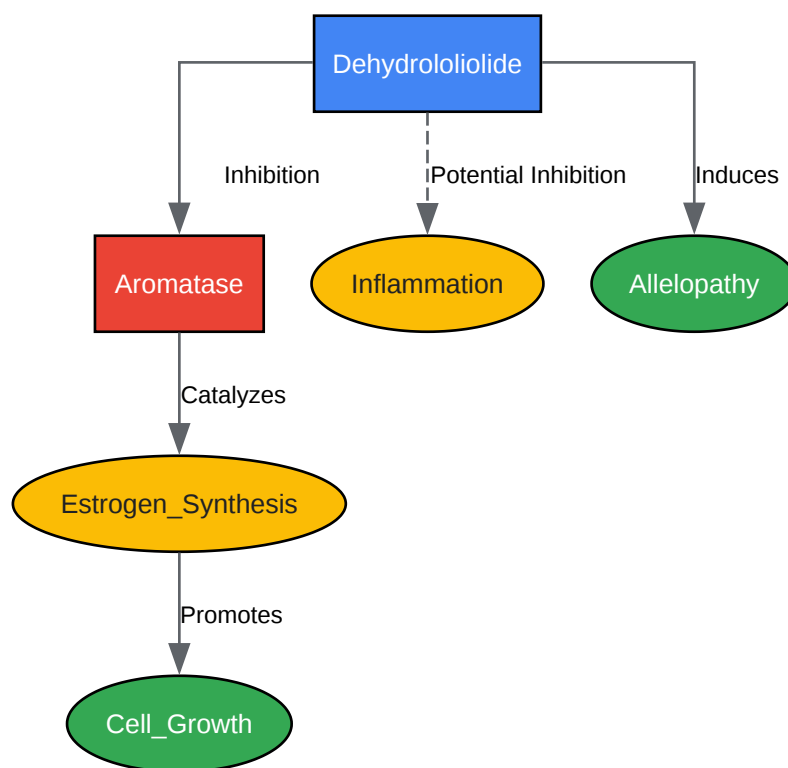 Dehydrololiolide
Inhibition
Potential Inhibition
Induces
Aromatase
Inflammation
Allelopathy
Catalyzes
Estrogen_Synthesis
Promotes
Cell_Growth